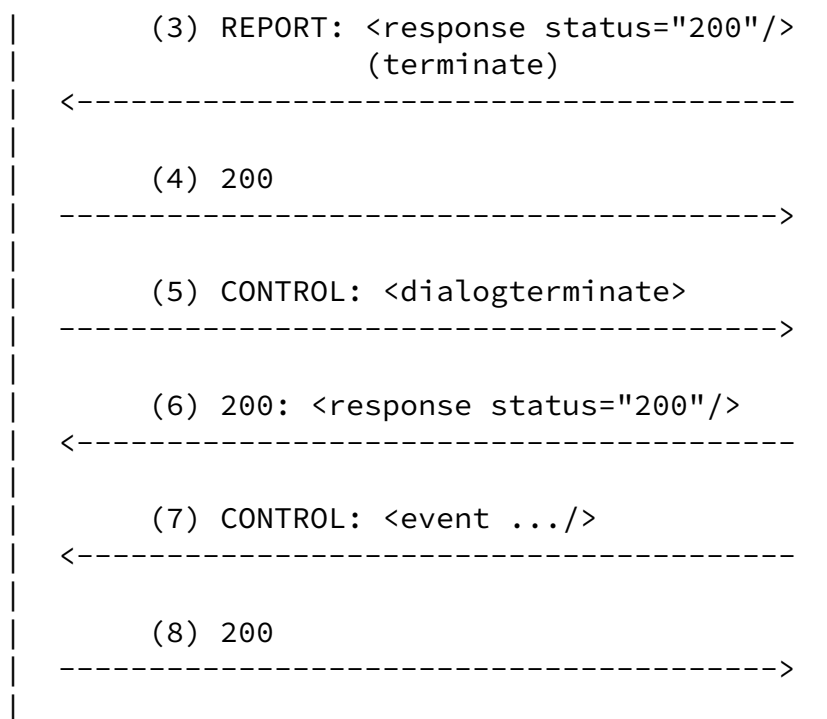 |       (3) REPORT: <response status="200"/>
|                   (terminate)
|  <----------------------------------------
|
|       (4) 200
|  ---------------------------------------->
|
|       (5) CONTROL: <dialogterminate>
|  ---------------------------------------->
|
|       (6) 200: <response status="200"/>
|  <----------------------------------------
|
|       (7) CONTROL: <event .../>
|  <----------------------------------------
|
|       (8) 200
|  ---------------------------------------->
|